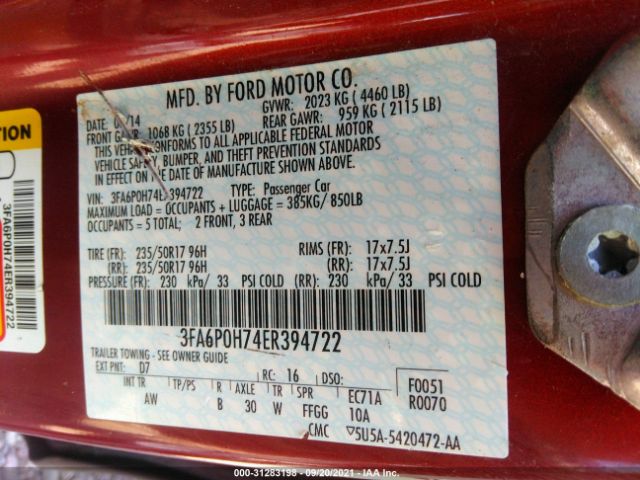 MFD. BY FORD MOTOR CO.
DATE: /14 GVWR: 2023 KG ( 4460 LB)
FRONT GAWR: 1068 KG ( 2355 LB) REAR GAWR: 959 KG ( 2115 LB)
THIS VEHICLE CONFORMS TO ALL APPLICABLE FEDERAL MOTOR
VEHICLE SAFETY, BUMPER, AND THEFT PREVENTION STANDARDS
IN EFFECT ON THE DATE OF MANUFACTURE SHOWN ABOVE.
VIN: 3FA6P0H74ER394722 TYPE: Passenger Car
MAXIMUM LOAD = OCCUPANTS + LUGGAGE = 385KG/ 850LB
OCCUPANTS = 5 TOTAL; 2 FRONT, 3 REAR
TIRE (FR): 235/50R17 96H RIMS (FR): 17x7.5J
(RR): 235/50R17 96H (RR): 17x7.5J
PRESSURE (FR): 230 kPa/ 33 PSI COLD (RR): 230 kPa/ 33 PSI COLD
3FA6P0H74ER394722
TRAILER TOWING - SEE OWNER GUIDE
EXT PNT: D7 RC: 16 DSO: F0051
INT TR TP/PS R AXLE TR SPR EC71A R0070
AW B 30 W FFGG 10A
CMC ▽5U5A-5420472-AA
TION
3FA6P0H74ER394722
000 - 31283198 - 09/20/2021 - IAA Inc.